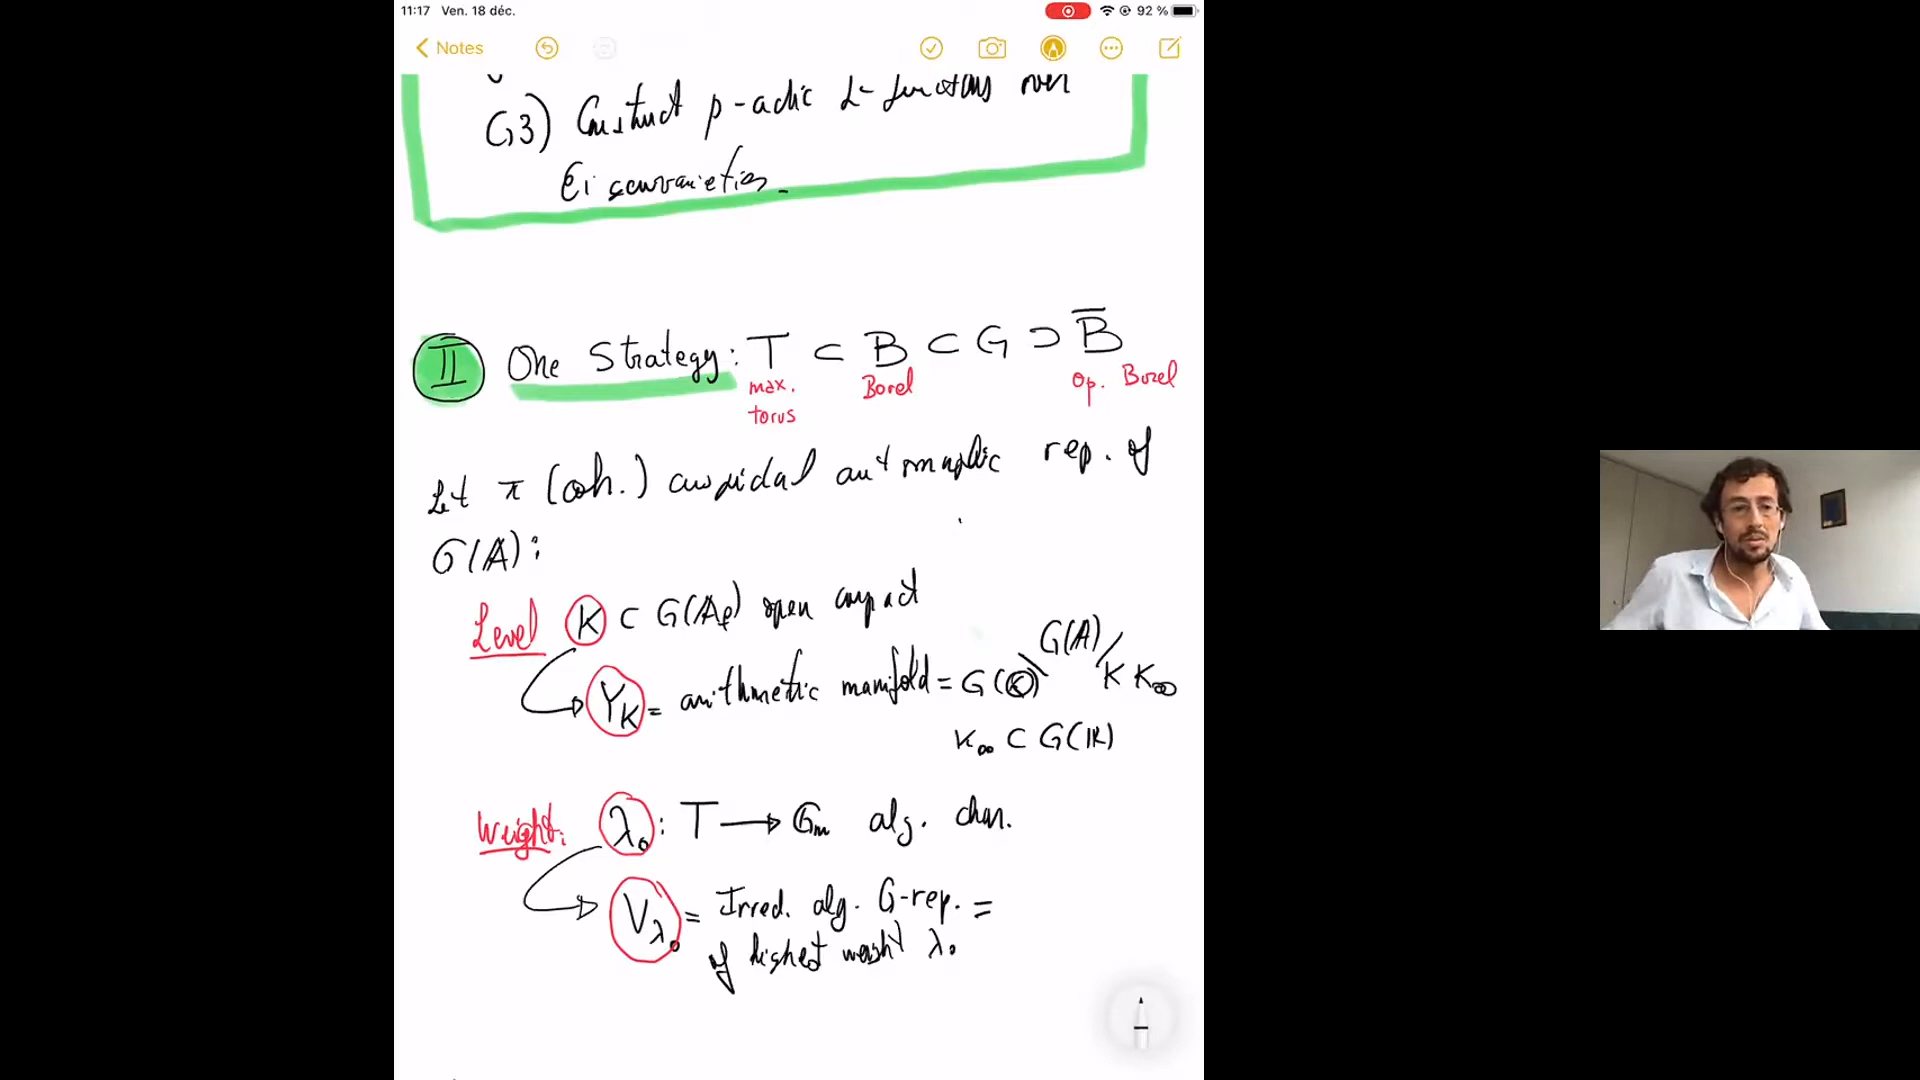 11:17 Ven. 18 déc. 92 %
Notes
G3) Construct p-adic L-functions over
Eigenvarieties.
II One Strategy: T ⊂ B ⊂ G ⊃ B̄
max. torus Borel Op. Borel
Let π (coh.) cuspidal automorphic rep. of
G(A):
Level K ⊂ G(A_f) open compact
Y_K = arithmetic manifold = G(Q)\G(A)/K K_∞
K_∞ ⊂ G(R)
Weight: λ₀ : T → G_m alg. char.
V_λ₀ = Irred. alg. G-rep. =
of highest weight λ₀